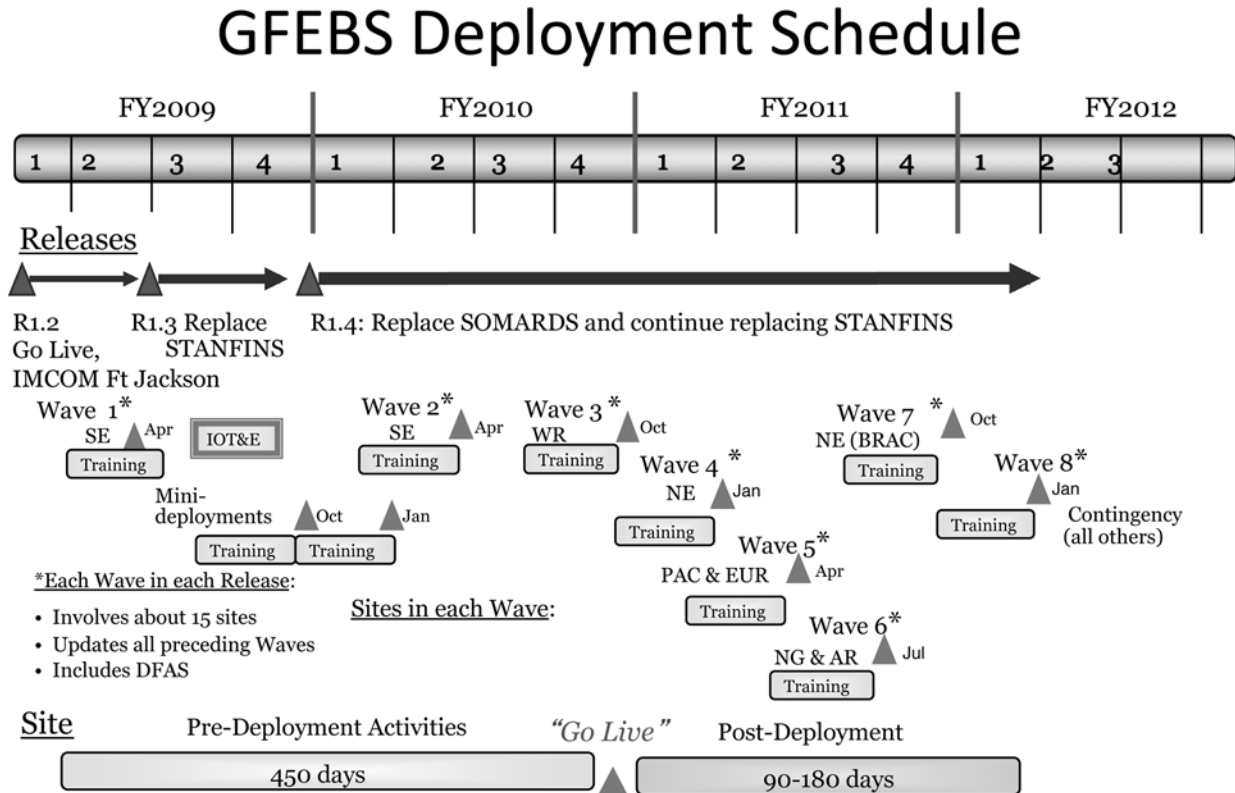 GFEBS Deployment Schedule
FY2009 FY2010 FY2011 FY2012
1 2 3 4 1 2 3 4 1 2 3 4 1 2 3
Releases
R1.2
Go Live,
IMCOM Ft Jackson
R1.3 Replace
STANFINS
R1.4: Replace SOMARDS and continue replacing STANFINS
Wave 1*
SE
Apr
Training
IOT&E
Wave 2*
SE
Apr
Training
Wave 3*
WR
Oct
Training
Wave 7 *
NE (BRAC)
Oct
Training
Wave 4 *
NE
Jan
Training
Wave 8*
Jan
Training
Contingency
(all others)
Mini-
deployments
Oct
Jan
Training Training
Wave 5*
PAC & EUR
Apr
Training
Wave 6*
NG & AR
Jul
Training
*Each Wave in each Release:
• Involves about 15 sites
• Updates all preceding Waves
• Includes DFAS
Sites in each Wave:
Site
Pre-Deployment Activities
“Go Live”
Post-Deployment
450 days
90-180 days